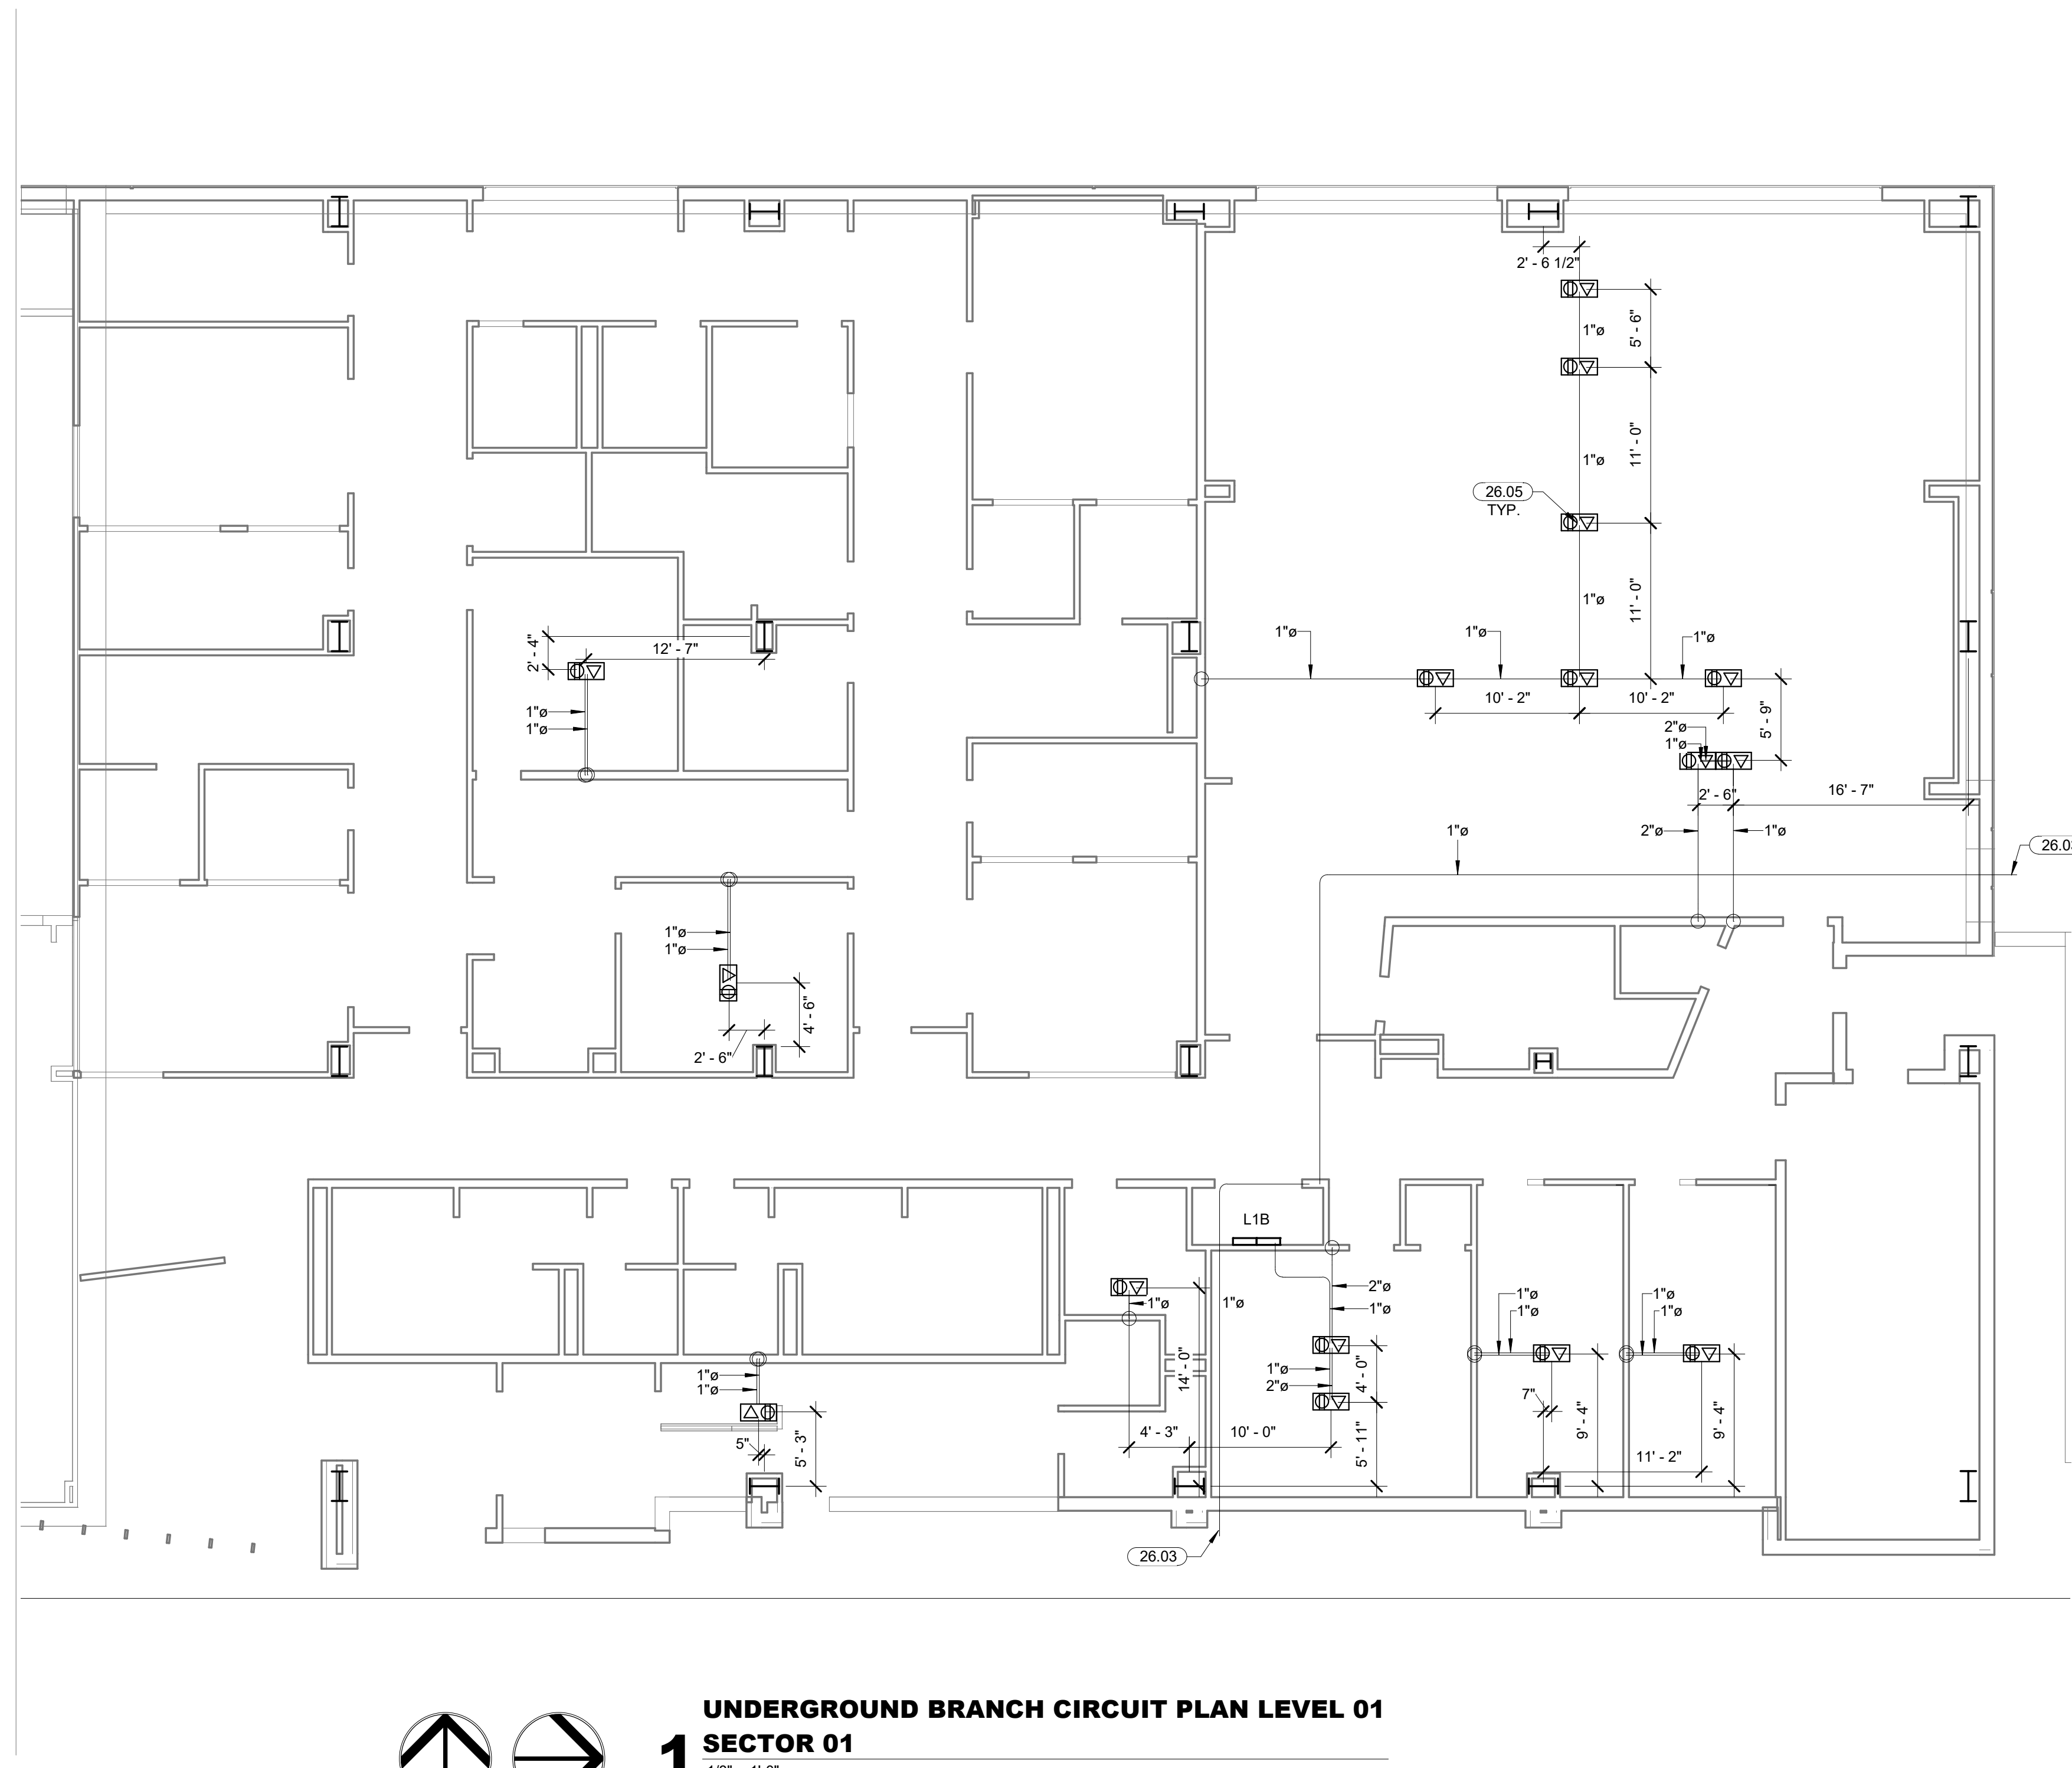 2' - 6 1/2"
1"ø
5' - 6"
1"ø
11' - 0"
26.05
TYP.
1"ø
11' - 0"
1"ø
1"ø
1"ø
2' - 4"
12' - 7"
10' - 2"
10' - 2"
5' - 9"
1"ø
1"ø
2"ø
1"ø
2' - 6"
16' - 7"
1"ø
2"ø
1"ø
1"ø
1"ø
4' - 6"
2' - 6"
L1B
2"ø
1"ø
1"ø
1"ø
1"ø
1"ø
1"ø
1"ø
14' - 0"
1"ø
2"ø
4' - 0"
1"ø
1"ø
7"
9' - 4"
9' - 4"
5"
5' - 3"
4' - 3"
10' - 0"
5' - 11"
11' - 2"
26.03
UNDERGROUND BRANCH CIRCUIT PLAN LEVEL 01
1 SECTOR 01